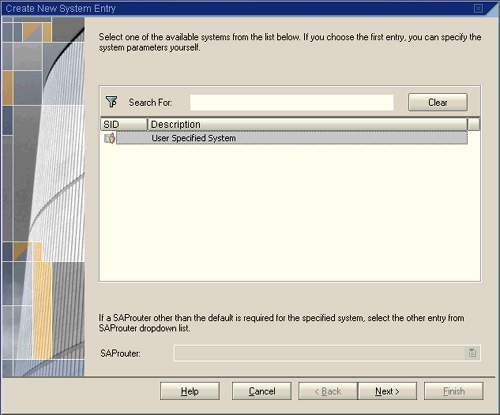 Create New System Entry
Select one of the available systems from the list below. If you choose the first entry, you can specify the
system parameters yourself.
Search For:
Clear
SID Description
User Specified System
If a SAProuter other than the default is required for the specified system, select the other entry from
SAProuter dropdown list.
SAProuter:
Help Cancel < Back Next > Finish